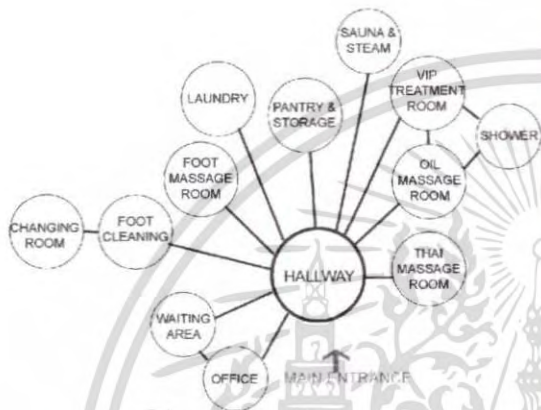 SAUNA &
STEAM
VIP
TREATMENT
ROOM
LAUNDRY
PANTRY &
STORAGE
SHOWER
FOOT
MASSAGE
ROOM
OIL
MASSAGE
ROOM
CHANGING
ROOM
FOOT
CLEANING
HALLWAY
THAI
MASSAGE
ROOM
WAITING
AREA
OFFICE
MAIN ENTRANCE